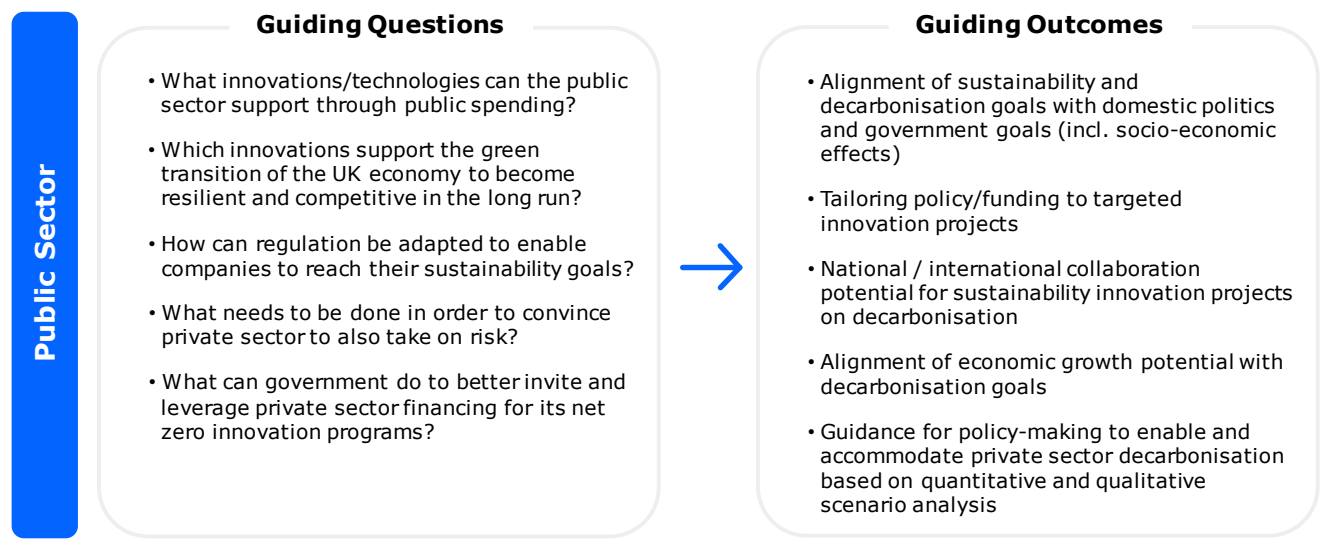 Public Sector
Guiding Questions
• What innovations/technologies can the public
sector support through public spending?
• Which innovations support the green
transition of the UK economy to become
resilient and competitive in the long run?
• How can regulation be adapted to enable
companies to reach their sustainability goals?
• What needs to be done in order to convince
private sector to also take on risk?
• What can government do to better invite and
leverage private sector financing for its net
zero innovation programs?
Guiding Outcomes
• Alignment of sustainability and
decarbonisation goals with domestic politics
and government goals (incl. socio-economic
effects)
• Tailoring policy/funding to targeted
innovation projects
• National / international collaboration
potential for sustainability innovation projects
on decarbonisation
• Alignment of economic growth potential with
decarbonisation goals
• Guidance for policy-making to enable and
accommodate private sector decarbonisation
based on quantitative and qualitative
scenario analysis